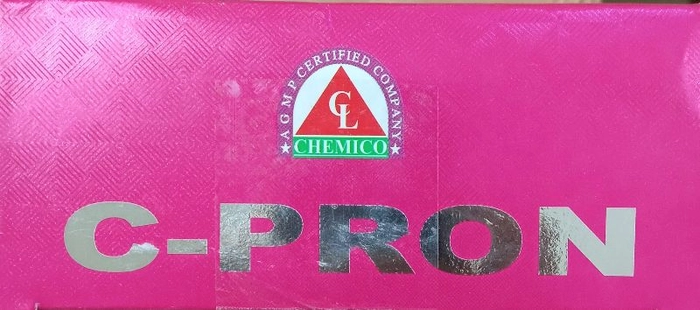 ★ A G M P CERTIFIED COMPANY ★
CL
CHEMICO
C-PRON